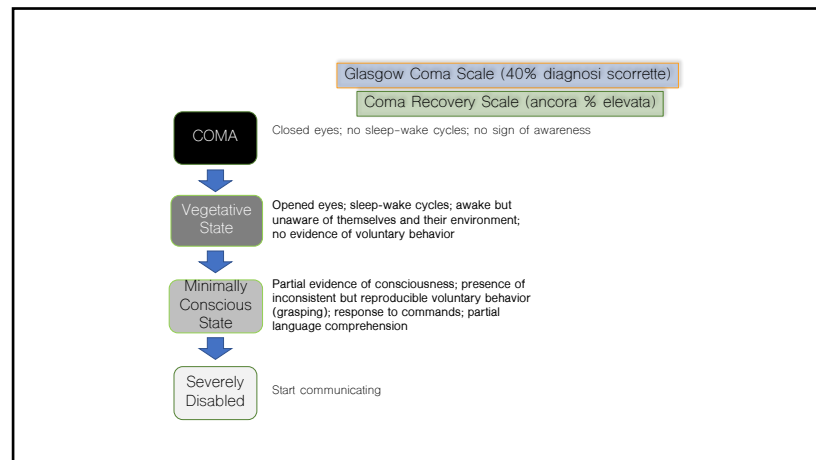 Glasgow Coma Scale (40% diagnosi scorrette)
Coma Recovery Scale (ancora % elevata)
COMA
Closed eyes; no sleep-wake cycles; no sign of awareness
Vegetative
State
Opened eyes; sleep-wake cycles; awake but
unaware of themselves and their environment;
no evidence of voluntary behavior
Minimally
Conscious
State
Partial evidence of consciousness; presence of
inconsistent but reproducible voluntary behavior
(grasping); response to commands; partial
language comprehension
Severely
Disabled
Start communicating